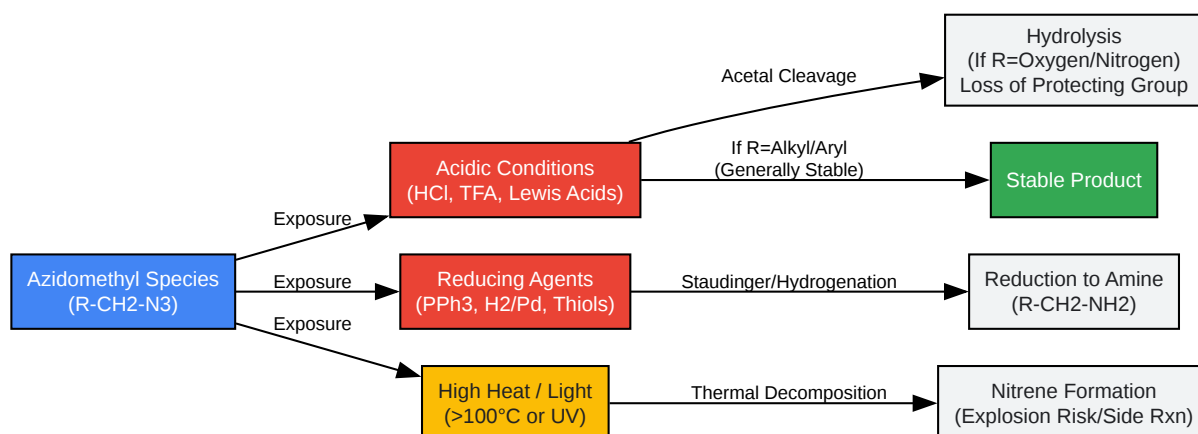 Hydrolysis
(If R=Oxygen/Nitrogen)
Loss of Protecting Group
Acetal Cleavage
Acidic Conditions
(HCl, TFA, Lewis Acids)
If R=Alkyl/Aryl
(Generally Stable)
Stable Product
Exposure
Azidomethyl Species
(R-CH2-N3)
Exposure
Reducing Agents
(PPh3, H2/Pd, Thiols)
Staudinger/Hydrogenation
Reduction to Amine
(R-CH2-NH2)
Exposure
High Heat / Light
(>100°C or UV)
Thermal Decomposition
Nitrene Formation
(Explosion Risk/Side Rxn)